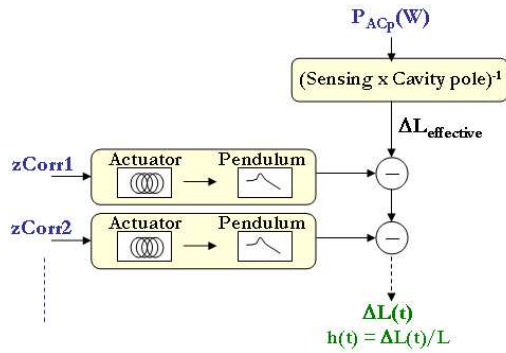 P_ACp(W)
(Sensing x Cavity pole)⁻¹
ΔL_effective
zCorr1
Actuator
Pendulum
zCorr2
Actuator
Pendulum
ΔL(t)
h(t) = ΔL(t)/L